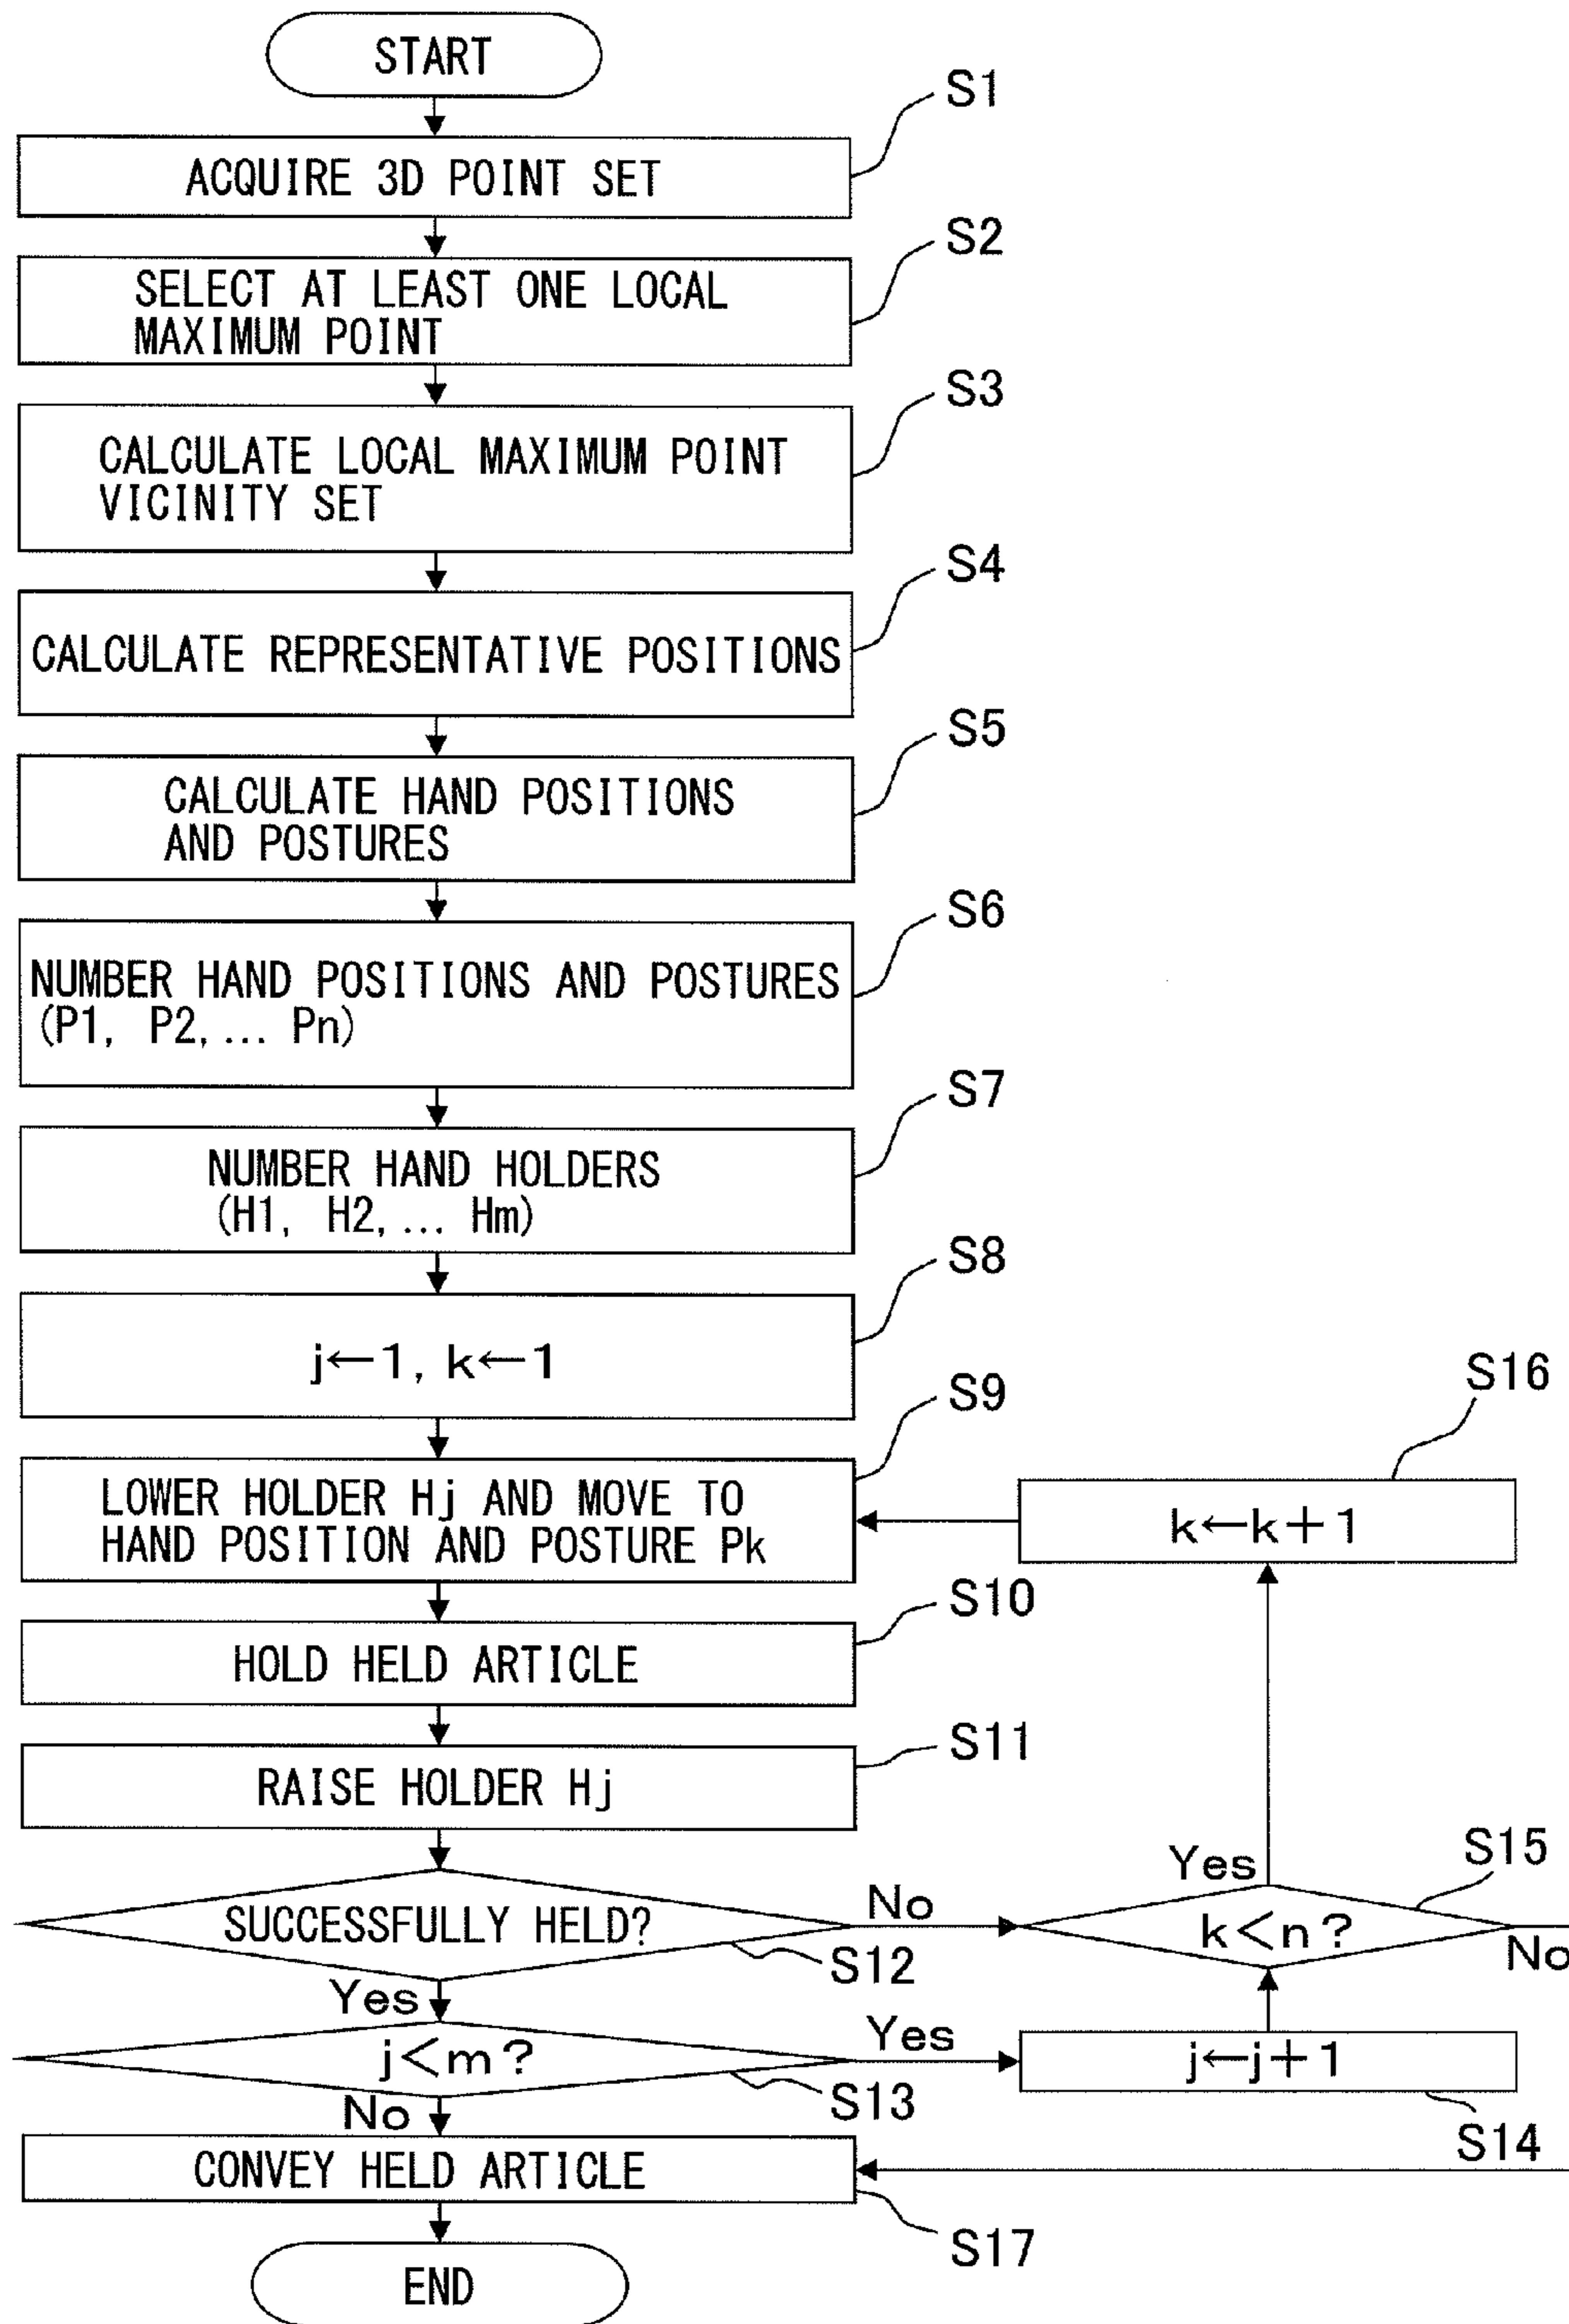 START
S1
ACQUIRE 3D POINT SET
S2
SELECT AT LEAST ONE LOCAL
MAXIMUM POINT
S3
CALCULATE LOCAL MAXIMUM POINT
VICINITY SET
S4
CALCULATE REPRESENTATIVE POSITIONS
S5
CALCULATE HAND POSITIONS
AND POSTURES
S6
NUMBER HAND POSITIONS AND POSTURES
(P1, P2,... Pn)
S7
NUMBER HAND HOLDERS
(H1, H2,... Hm)
S8
j←1, k←1
S9
LOWER HOLDER Hj AND MOVE TO
HAND POSITION AND POSTURE Pk
S16
k←k+1
S10
HOLD HELD ARTICLE
S11
RAISE HOLDER Hj
S15
Yes
No
SUCCESSFULLY HELD?
k<n?
No
S12
Yes
Yes
j<m?
j←j+1
S13
No
S14
CONVEY HELD ARTICLE
S17
END